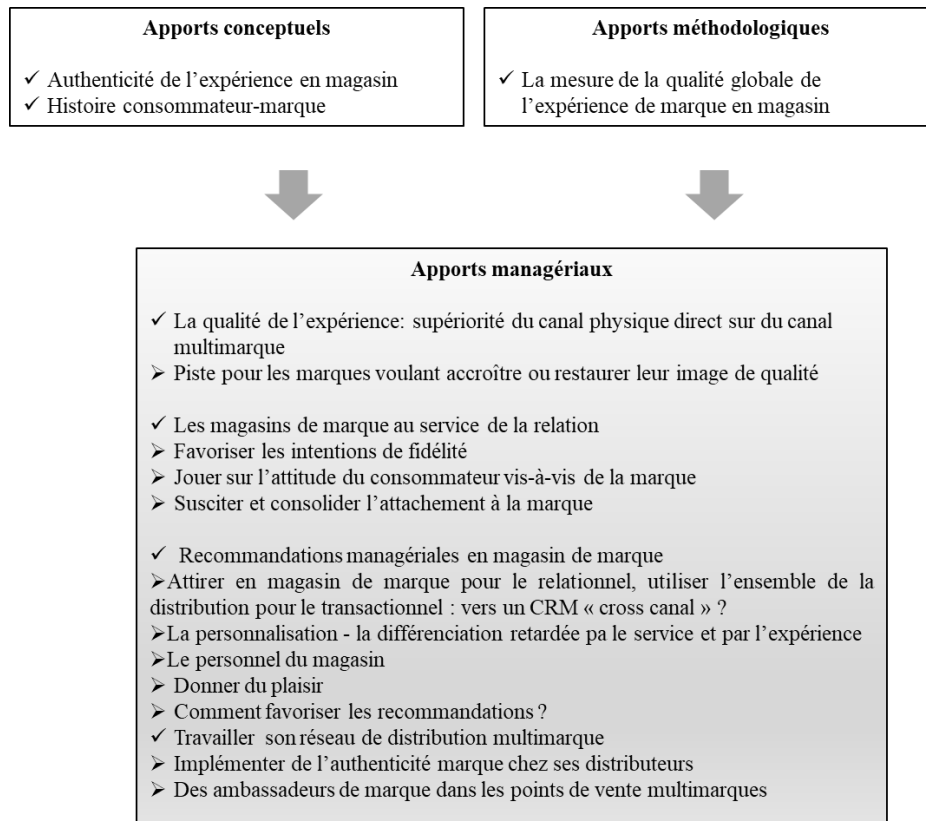 Apports conceptuels
✓ Authenticité de l’expérience en magasin
✓ Histoire consommateur-marque
Apports méthodologiques
✓ La mesure de la qualité globale de
l’expérience de marque en magasin
Apports managériaux
✓ La qualité de l’expérience: supériorité du canal physique direct sur du canal
multimarque
➢ Piste pour les marques voulant accroître ou restaurer leur image de qualité
✓ Les magasins de marque au service de la relation
➢ Favoriser les intentions de fidélité
➢ Jouer sur l’attitude du consommateur vis-à-vis de la marque
➢ Susciter et consolider l’attachement à la marque
✓ Recommandations managériales en magasin de marque
➢Attirer en magasin de marque pour le relationnel, utiliser l’ensemble de la
distribution pour le transactionnel : vers un CRM « cross canal » ?
➢La personnalisation - la différenciation retardée pa le service et par l’expérience
➢Le personnel du magasin
➢ Donner du plaisir
➢ Comment favoriser les recommandations ?
✓ Travailler son réseau de distribution multimarque
➢ Implémenter de l’authenticité marque chez ses distributeurs
➢ Des ambassadeurs de marque dans les points de vente multimarques